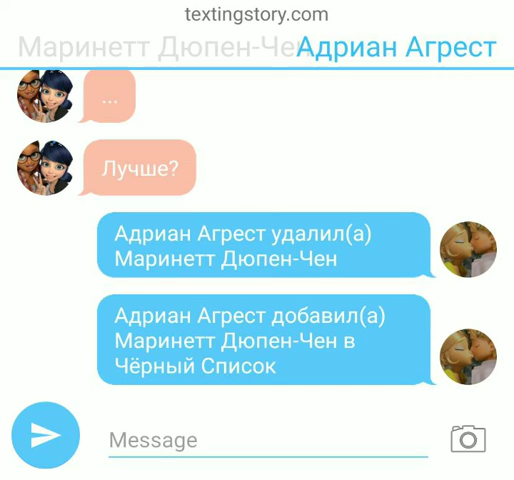 textingstory.com
Маринетт Дюпен-Че
Адриан Агрест
...
Лучше?
Адриан Агрест удалил(а)
Маринетт Дюпен-Чен
Адриан Агрест добавил(а)
Маринетт Дюпен-Чен в
Чёрный Список
Message